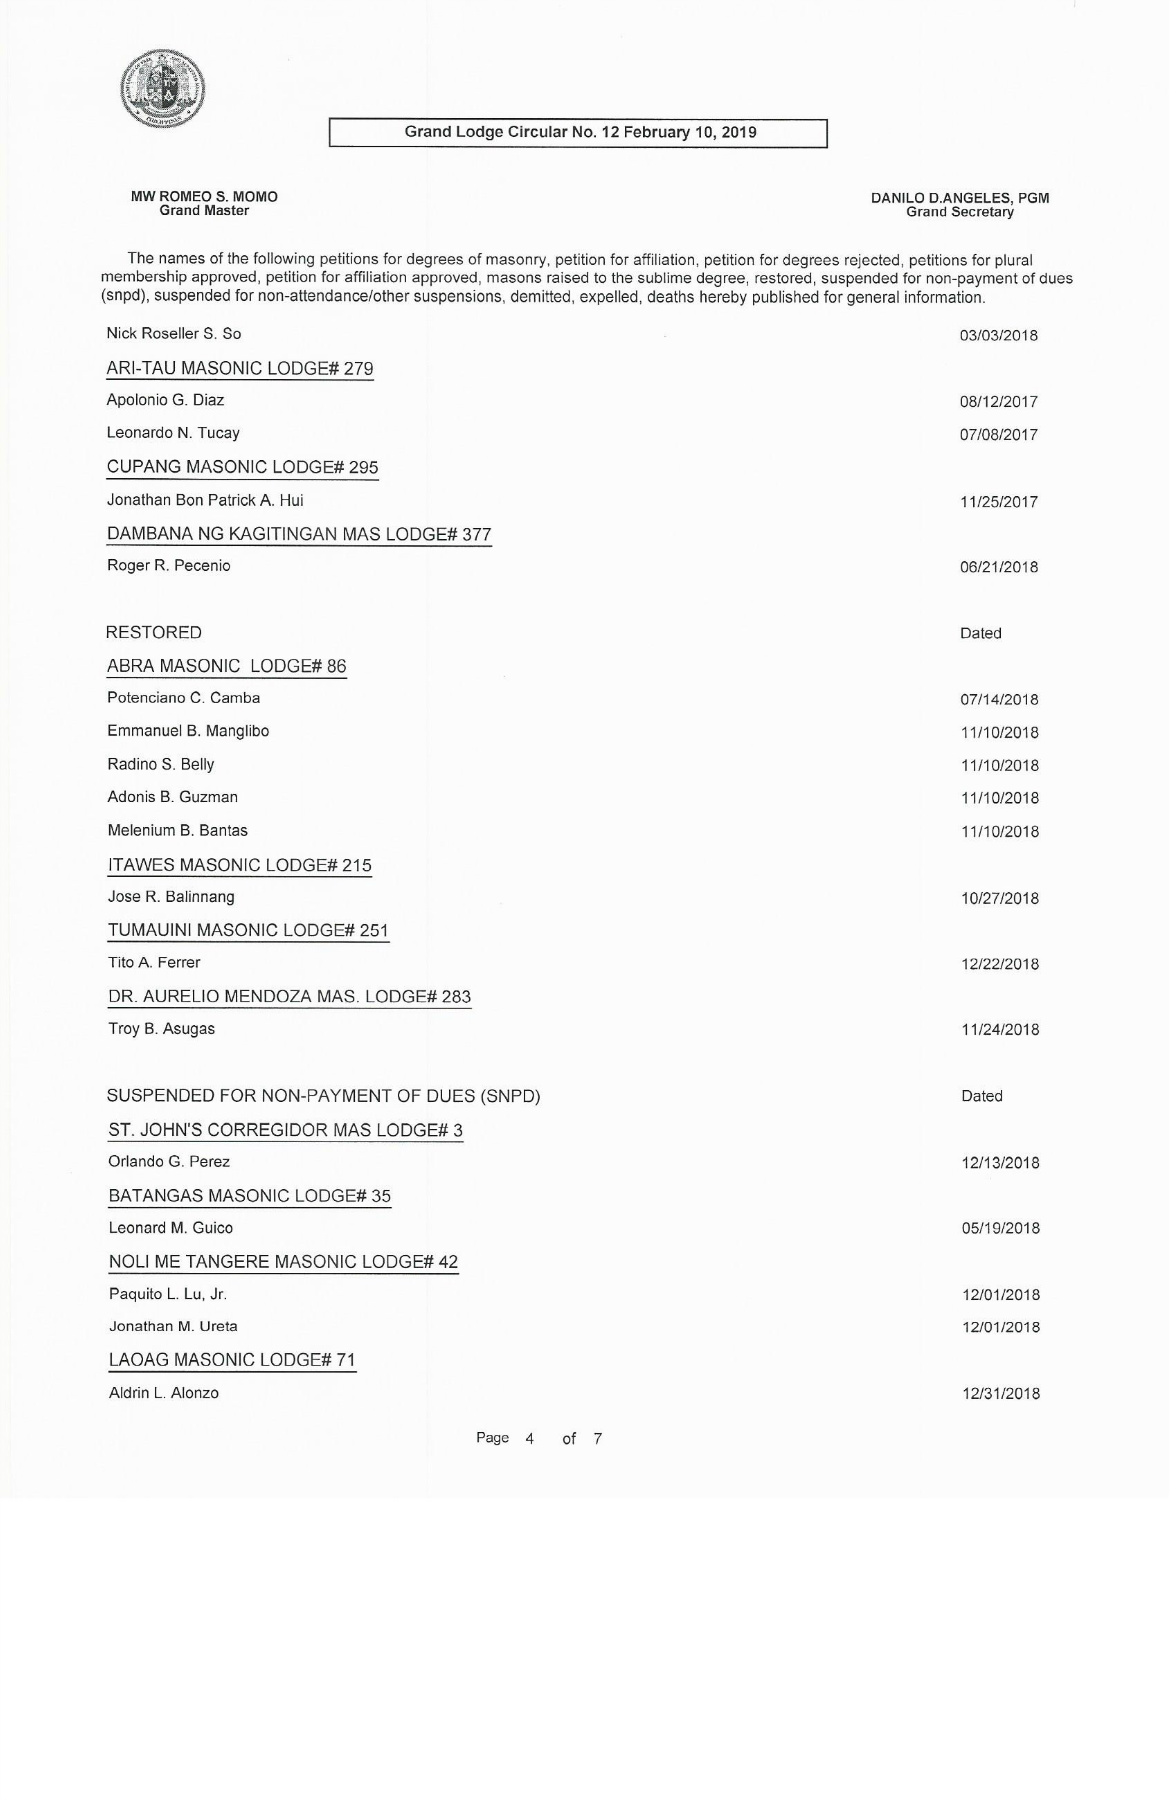 Grand Lodge Circular No. 12 February 10, 2019
MW ROMEO S. MOMO
Grand Master
DANILO D.ANGELES, PGM
Grand Secretary
The names of the following petitions for degrees of masonry, petition for affiliation, petition for degrees rejected, petitions for plural
membership approved, petition for affiliation approved, masons raised to the sublime degree, restored, suspended for non-payment of dues
(snpd), suspended for non-attendance/other suspensions, demitted, expelled, deaths hereby published for general information.
Nick Roseller S. So 03/03/2018
ARI-TAU MASONIC LODGE# 279
Apolonio G. Diaz 08/12/2017
Leonardo N. Tucay 07/08/2017
CUPANG MASONIC LODGE# 295
Jonathan Bon Patrick A. Hui 11/25/2017
DAMBANA NG KAGITINGAN MAS LODGE# 377
Roger R. Pecenio 06/21/2018
RESTORED Dated
ABRA MASONIC LODGE# 86
Potenciano C. Camba 07/14/2018
Emmanuel B. Manglibo 11/10/2018
Radino S. Belly 11/10/2018
Adonis B. Guzman 11/10/2018
Melenium B. Bantas 11/10/2018
ITAWES MASONIC LODGE# 215
Jose R. Balinnang 10/27/2018
TUMAUINI MASONIC LODGE# 251
Tito A. Ferrer 12/22/2018
DR. AURELIO MENDOZA MAS. LODGE# 283
Troy B. Asugas 11/24/2018
SUSPENDED FOR NON-PAYMENT OF DUES (SNPD) Dated
ST. JOHN'S CORREGIDOR MAS LODGE# 3
Orlando G. Perez 12/13/2018
BATANGAS MASONIC LODGE# 35
Leonard M. Guico 05/19/2018
NOLI ME TANGERE MASONIC LODGE# 42
Paquito L. Lu, Jr. 12/01/2018
Jonathan M. Ureta 12/01/2018
LAOAG MASONIC LODGE# 71
Aldrin L. Alonzo 12/31/2018
Page 4 of 7